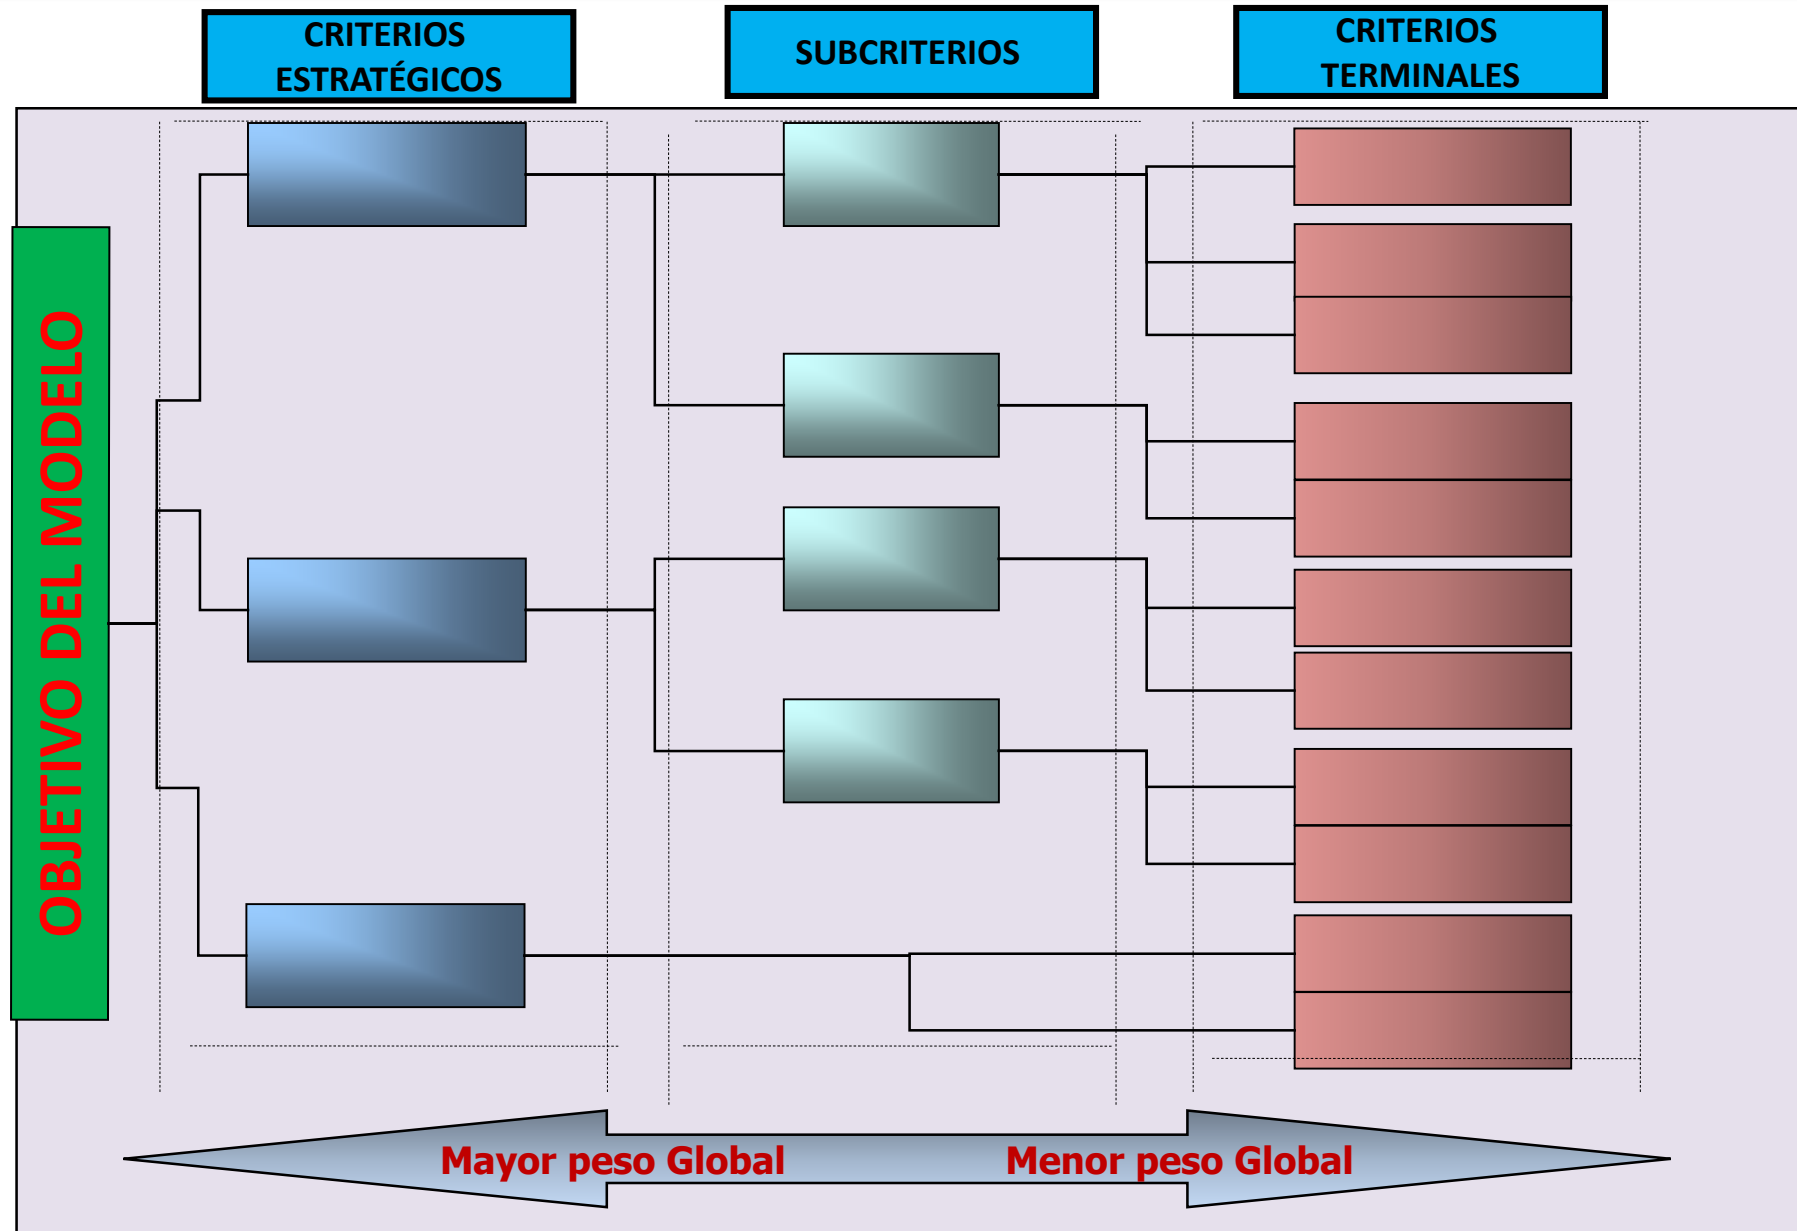 CRITERIOS
ESTRATÉGICOS
SUBCRITERIOS
CRITERIOS
TERMINALES
OBJETIVO DEL MODELO
Mayor peso Global
Menor peso Global